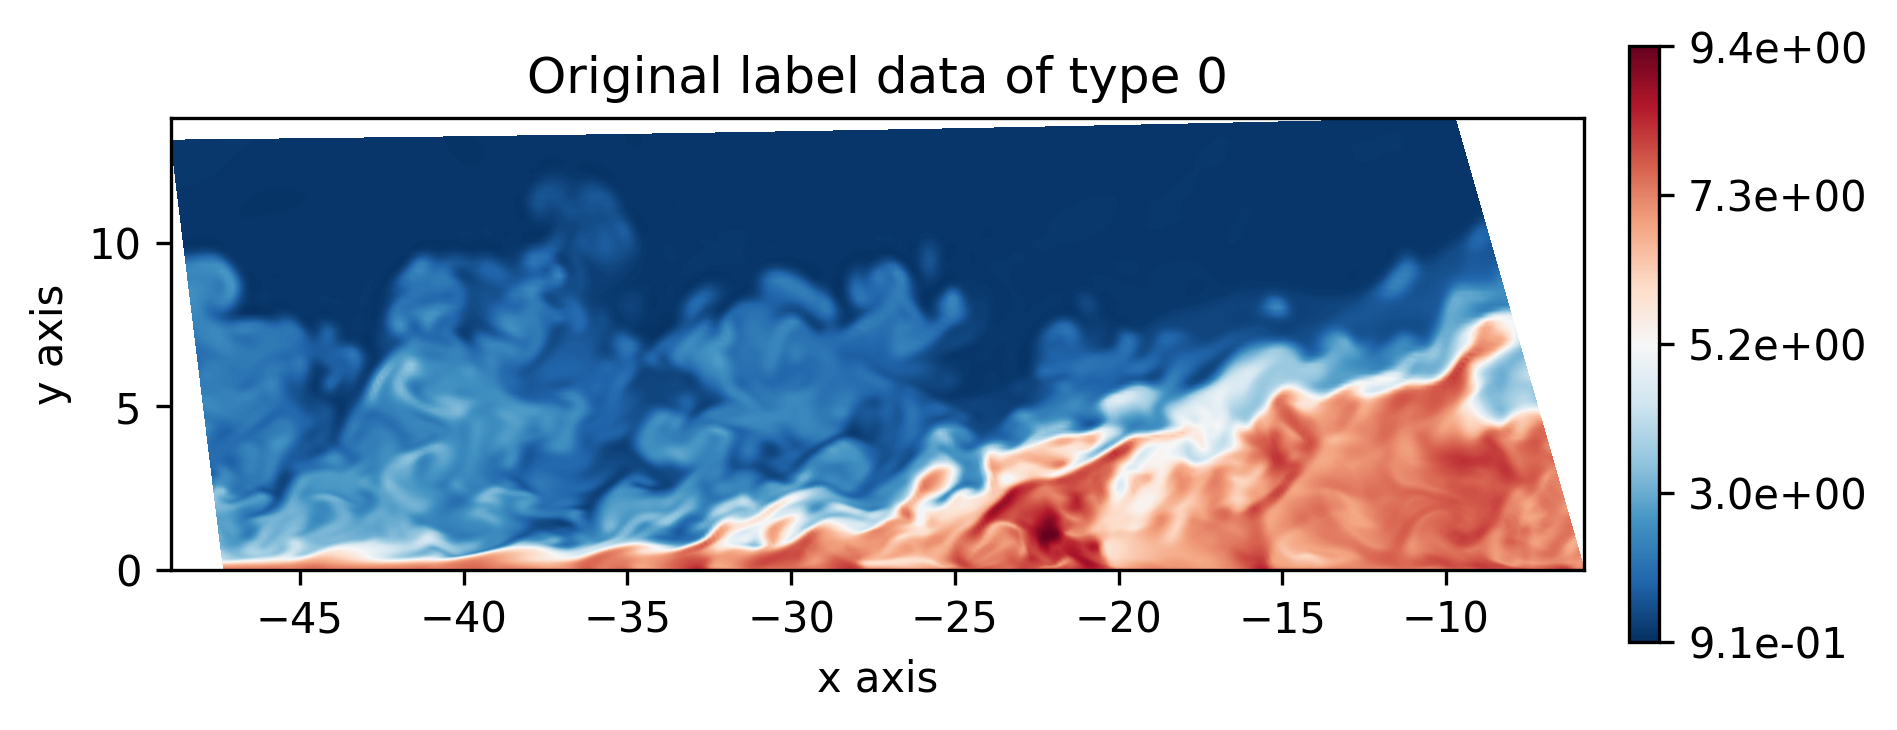 Original label data of type 0
y axis
10
5
0
−45 −40 −35 −30 −25 −20 −15 −10
x axis
9.4e+00
7.3e+00
5.2e+00
3.0e+00
9.1e-01